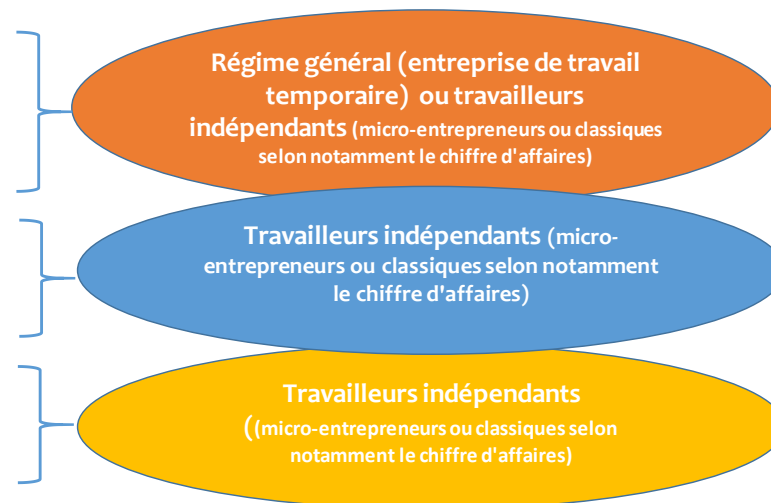 Régime général (entreprise de travail
temporaire) ou travailleurs
indépendants (micro-entrepreneurs ou classiques
selon notamment le chiffre d'affaires)
Travailleurs indépendants (micro-
entrepreneurs ou classiques selon notamment
le chiffre d'affaires)
Travailleurs indépendants
((micro-entrepreneurs ou classiques selon
notamment le chiffre d'affaires)